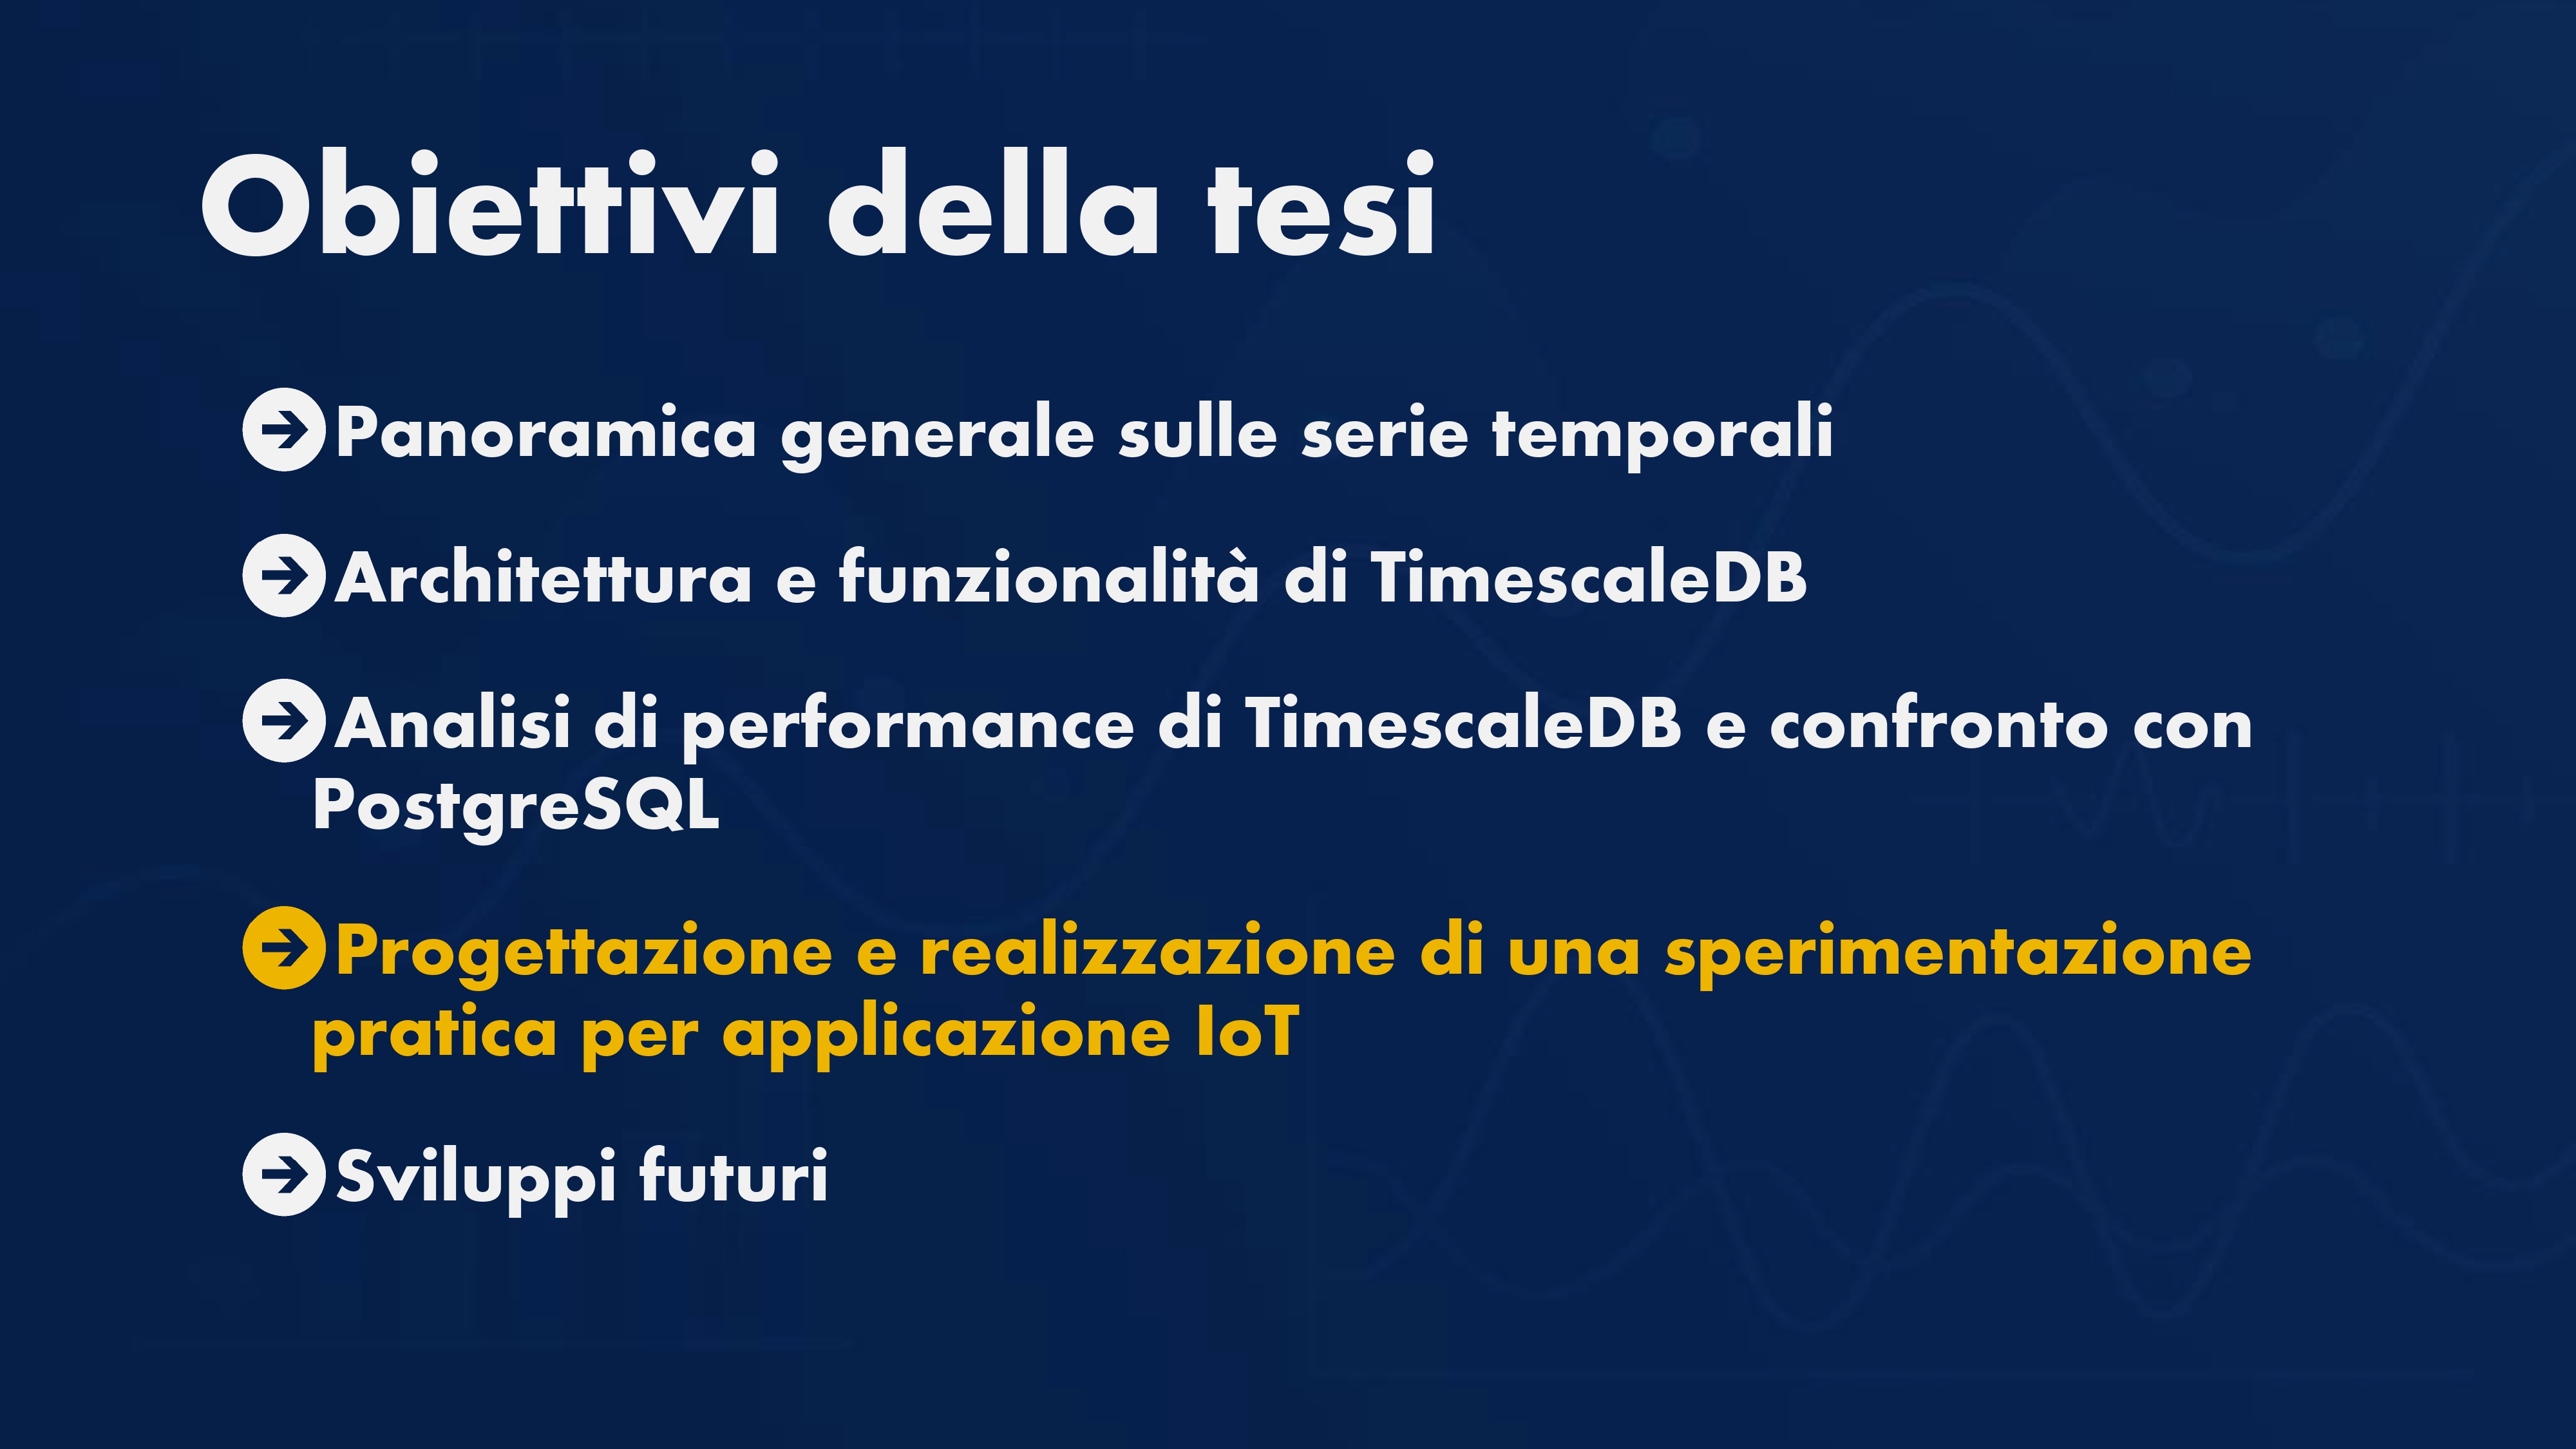 Obiettivi della tesi
Panoramica generale sulle serie temporali
Architettura e funzionalità di TimescaleDB
Analisi di performance di TimescaleDB e confronto con
PostgreSQL
Progettazione e realizzazione di una sperimentazione
pratica per applicazione IoT
Sviluppi futuri